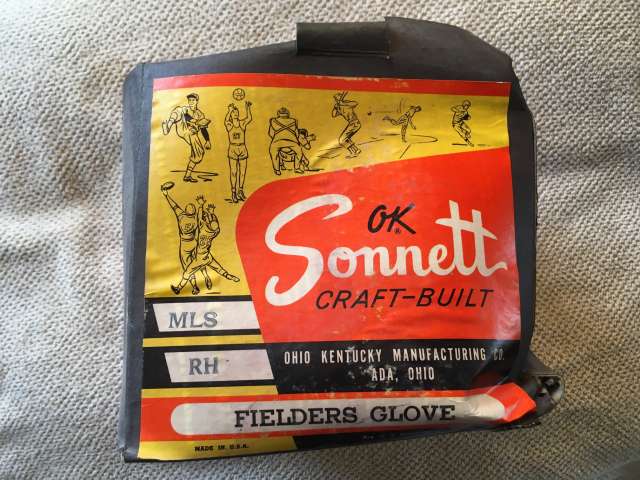 OK®
Sonnett
CRAFT-BUILT
MLS
RH
OHIO KENTUCKY MANUFACTURING CO.
ADA, OHIO
FIELDERS GLOVE
MADE IN U.S.A.